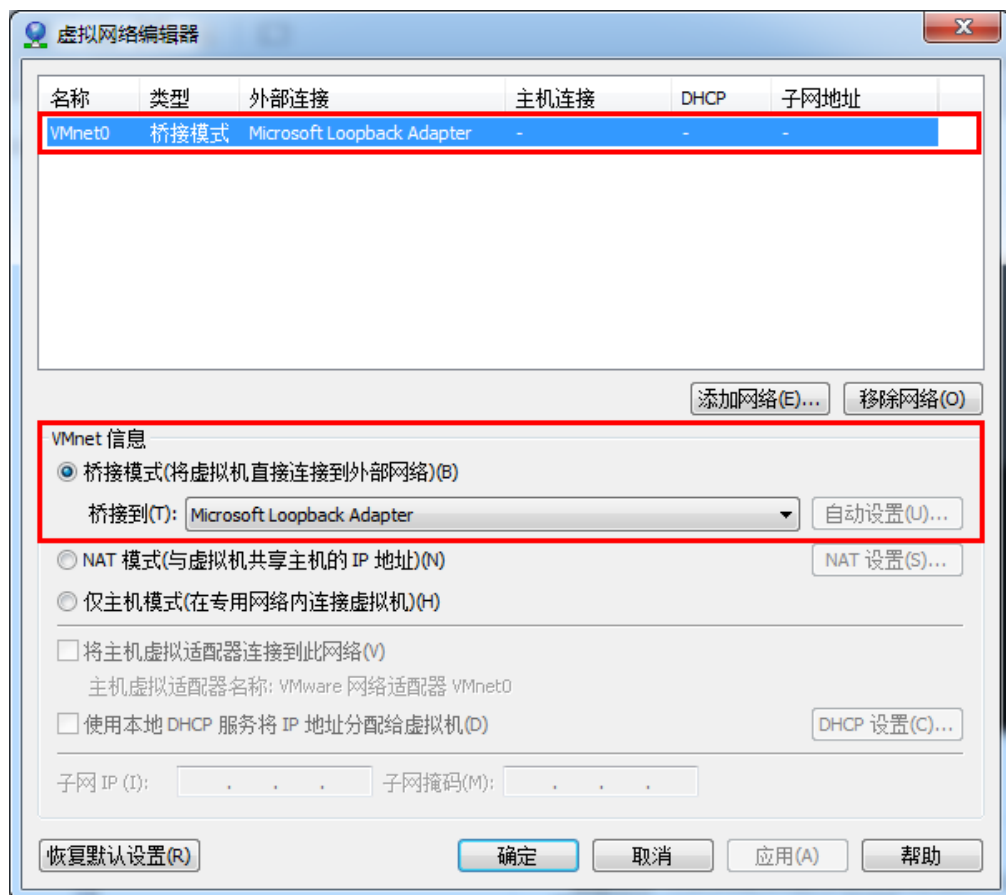 虚拟网络编辑器
名称 类型 外部连接 主机连接 DHCP 子网地址
VMnet0 桥接模式 Microsoft Loopback Adapter - - -
添加网络(E)... 移除网络(O)
VMnet 信息
桥接模式(将虚拟机直接连接到外部网络)(B)
桥接到(T): Microsoft Loopback Adapter 自动设置(U)...
NAT 模式(与虚拟机共享主机的 IP 地址)(N) NAT 设置(S)...
仅主机模式(在专用网络内连接虚拟机)(H)
将主机虚拟适配器连接到此网络(V)
主机虚拟适配器名称: VMware 网络适配器 VMnet0
使用本地 DHCP 服务将 IP 地址分配给虚拟机(D) DHCP 设置(C)...
子网 IP (I): . . . 子网掩码(M): . . .
恢复默认设置(R) 确定 取消 应用(A) 帮助